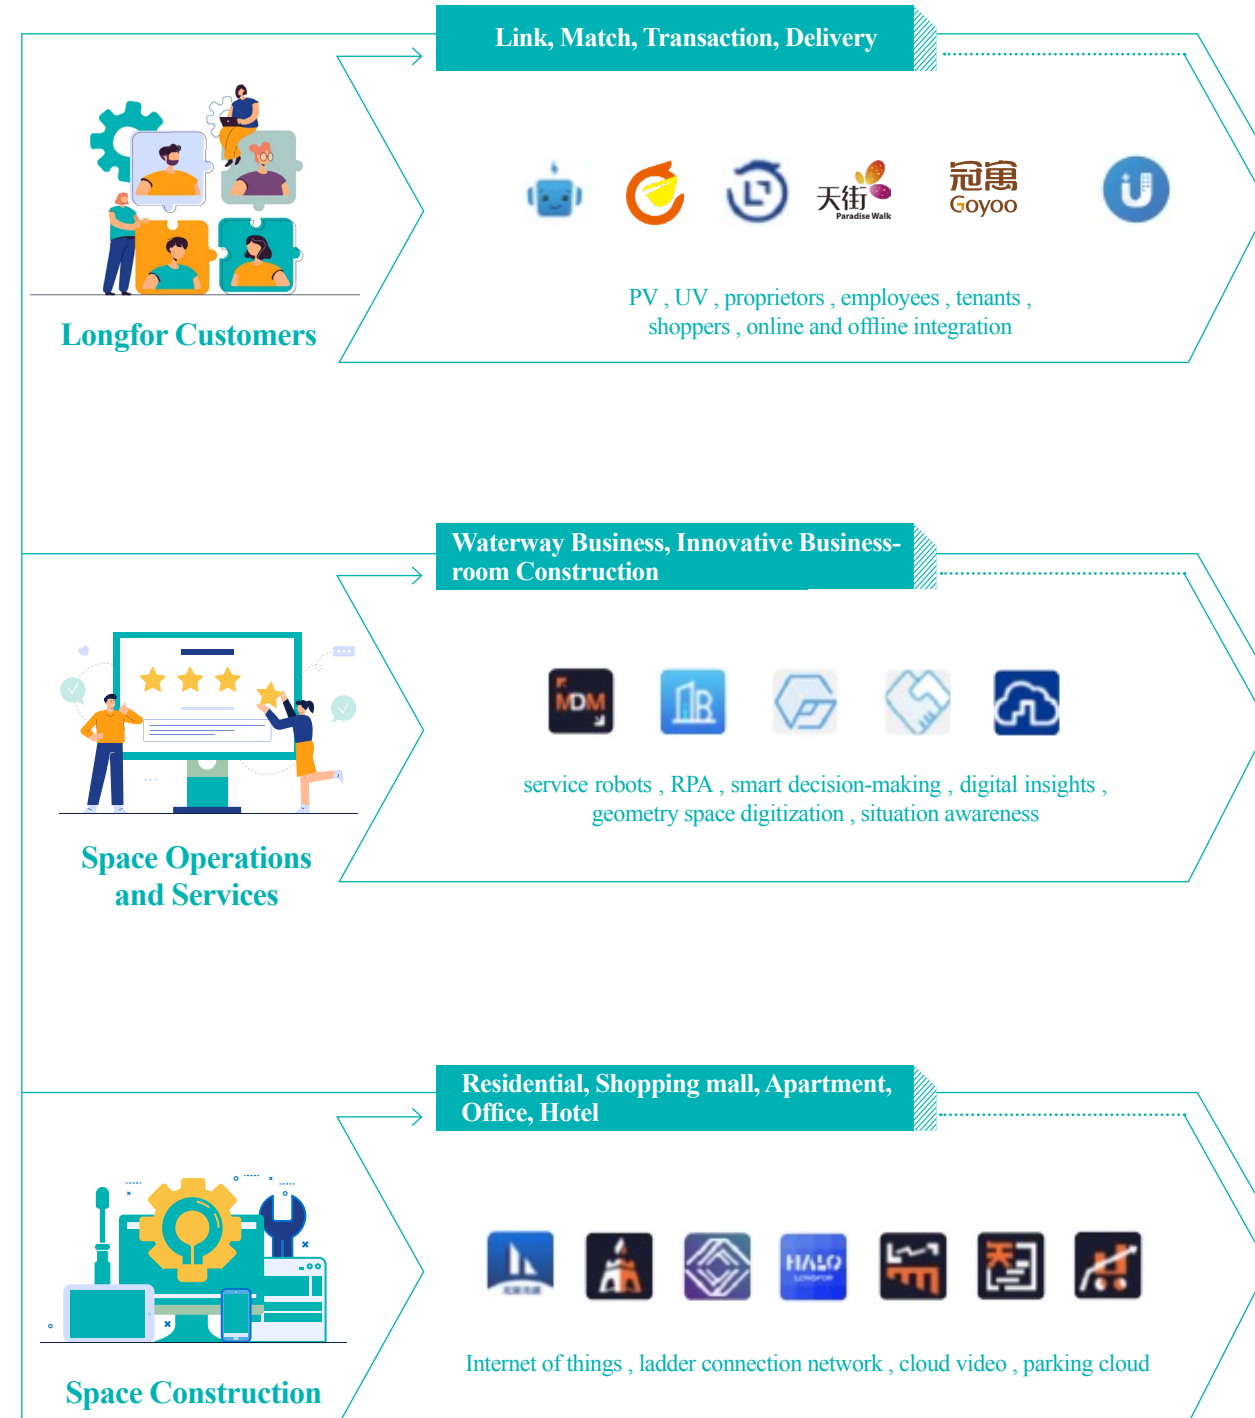 Link, Match, Transaction, Delivery
天街
Paradise Walk
冠寓
Goyoo
PV , UV , proprietors , employees , tenants ,
shoppers , online and offline integration
Longfor Customers
Waterway Business, Innovative Business-
room Construction
MDM
service robots , RPA , smart decision-making , digital insights ,
geometry space digitization , situation awareness
Space Operations
and Services
Residential, Shopping mall, Apartment,
Office, Hotel
HALO
LONGFOR
Internet of things , ladder connection network , cloud video , parking cloud
Space Construction